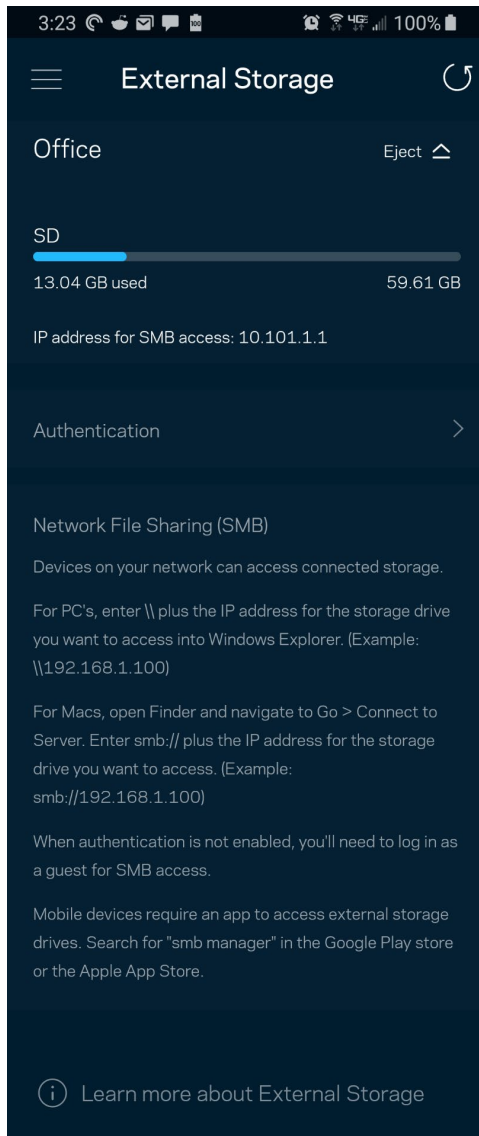 3:23 100%
External Storage
Office Eject
SD
13.04 GB used 59.61 GB
IP address for SMB access: 10.101.1.1
Authentication
Network File Sharing (SMB)
Devices on your network can access connected storage.
For PC's, enter \\ plus the IP address for the storage drive
you want to access into Windows Explorer. (Example:
\\192.168.1.100)
For Macs, open Finder and navigate to Go > Connect to
Server. Enter smb:// plus the IP address for the storage
drive you want to access. (Example:
smb://192.168.1.100)
When authentication is not enabled, you'll need to log in as
a guest for SMB access.
Mobile devices require an app to access external storage
drives. Search for "smb manager" in the Google Play store
or the Apple App Store.
Learn more about External Storage